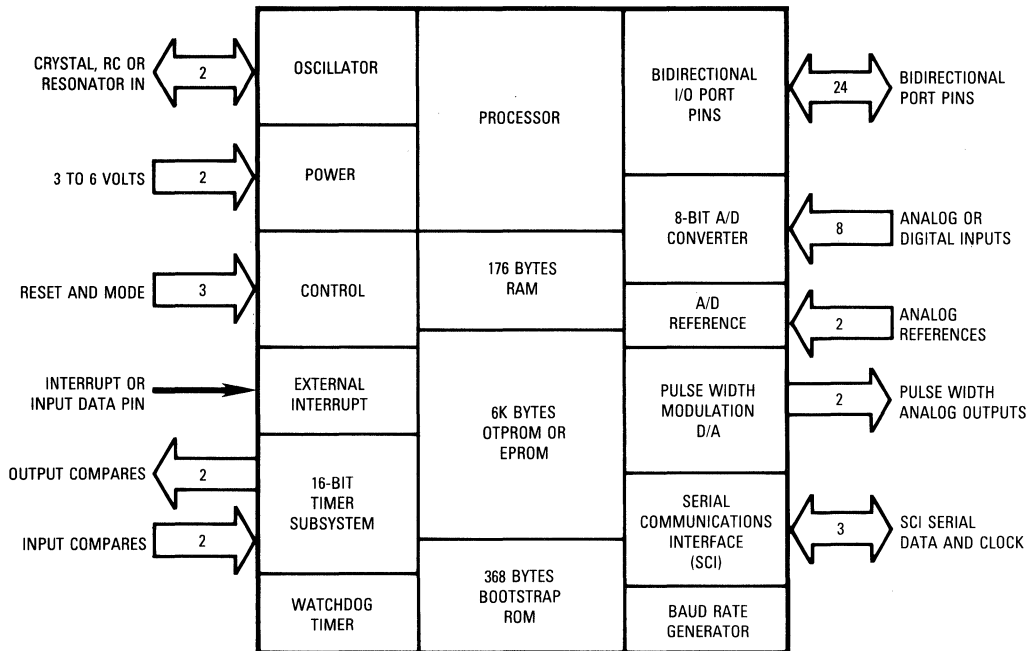 CRYSTAL, RC OR
RESONATOR IN
2
3 TO 6 VOLTS
2
RESET AND MODE
3
INTERRUPT OR
INPUT DATA PIN
OUTPUT COMPARES
2
INPUT COMPARES
2
OSCILLATOR
POWER
CONTROL
EXTERNAL
INTERRUPT
16-BIT
TIMER
SUBSYSTEM
WATCHDOG
TIMER
PROCESSOR
176 BYTES
RAM
6K BYTES
OTPROM OR
EPROM
368 BYTES
BOOTSTRAP
ROM
BIDIRECTIONAL
I/O PORT
PINS
8-BIT A/D
CONVERTER
A/D
REFERENCE
PULSE WIDTH
MODULATION
D/A
SERIAL
COMMUNICATIONS
INTERFACE
(SCI)
BAUD RATE
GENERATOR
24
BIDIRECTIONAL
PORT PINS
8
ANALOG OR
DIGITAL INPUTS
2
ANALOG
REFERENCES
2
PULSE WIDTH
ANALOG OUTPUTS
3
SCI SERIAL
DATA AND CLOCK